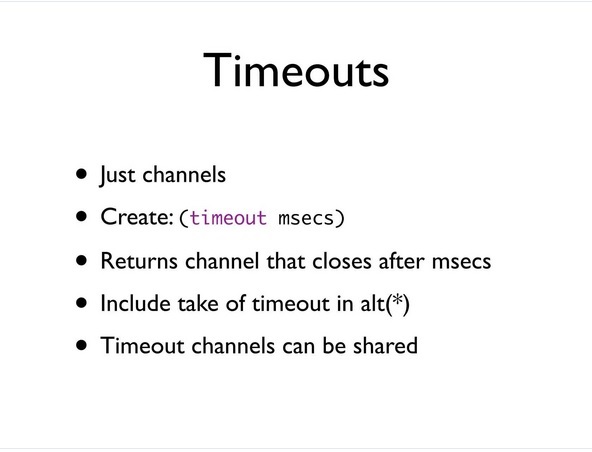 Timeouts
• Just channels
• Create: (timeout msecs)
• Returns channel that closes after msecs
• Include take of timeout in alt(*)
• Timeout channels can be shared